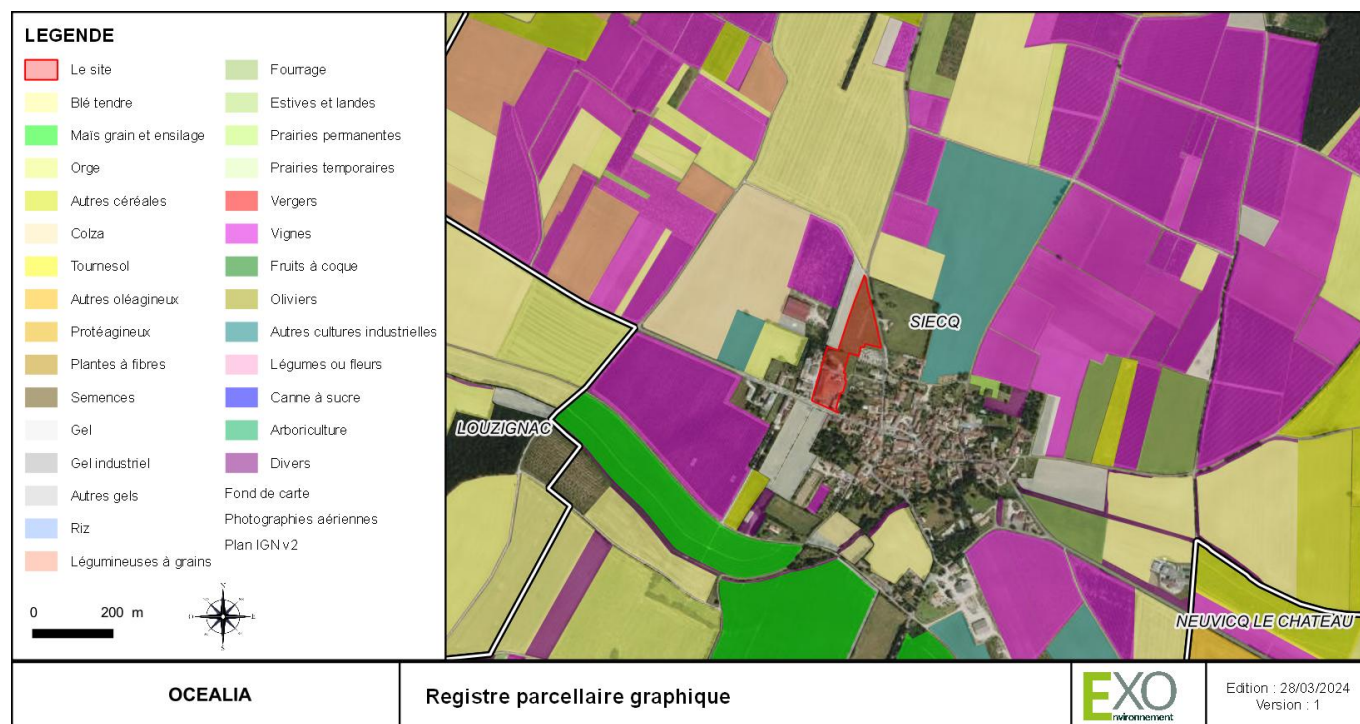 LEGENDE
Le site
Blé tendre
Maïs grain et ensilage
Orge
Autres céréales
Colza
Tournesol
Autres oléagineux
Protéagineux
Plantes à fibres
Semences
Gel
Gel industriel
Autres gels
Riz
Légumineuses à grains
Fourrage
Estives et landes
Prairies permanentes
Prairies temporaires
Vergers
Vignes
Fruits à coque
Oliviers
Autres cultures industrielles
Légumes ou fleurs
Canne à sucre
Arboriculture
Divers
Fond de carte
Photographies aériennes
Plan IGN v2
0 200 m
N
O E
S
SIECQ
LOUZIGNAC
NEUVICQ LE CHATEAU
OCEALIA
Registre parcellaire graphique
EXO
nvironnement
Edition : 28/03/2024
Version : 1